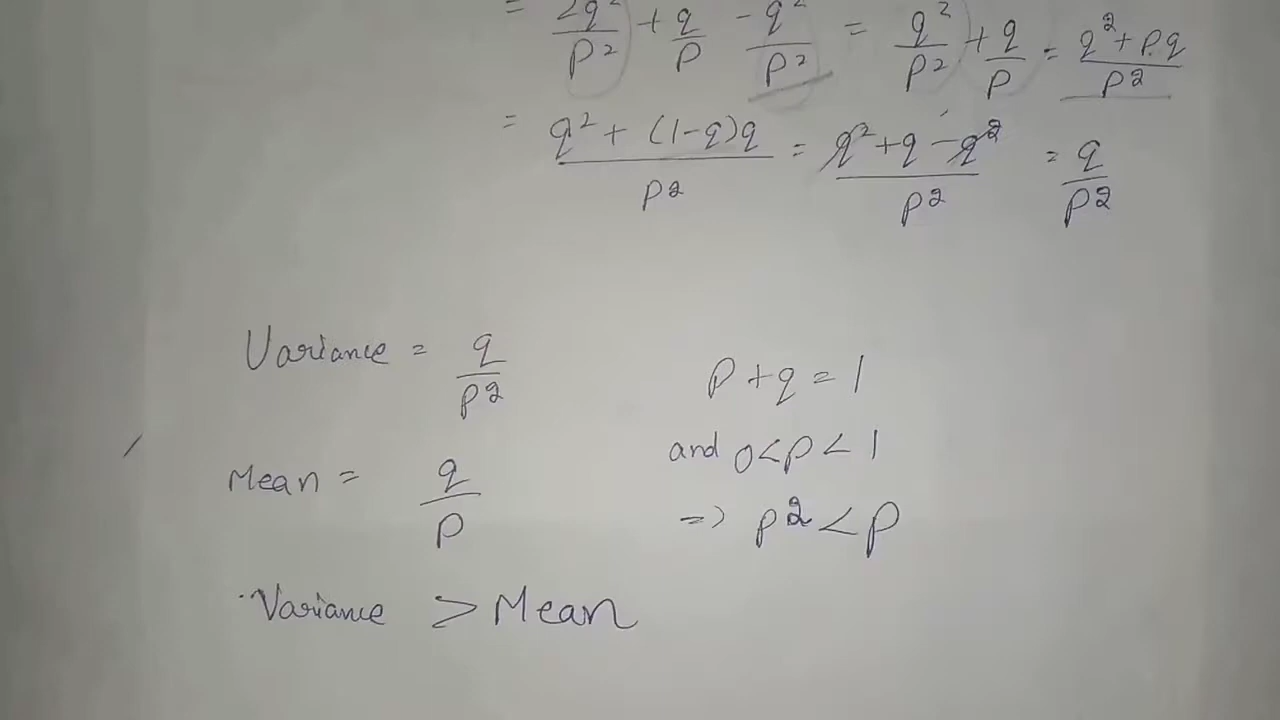 = 2q²/p² + q/p - q²/p² = q²/p² + q/p = q²+pq/p²
= q² + (1-q)q/p² = q²+q-q²/p² = q/p²
Variance = q/p²
p+q=1
and 0<p<1
Mean = q/p
=> p²<p
Variance > Mean